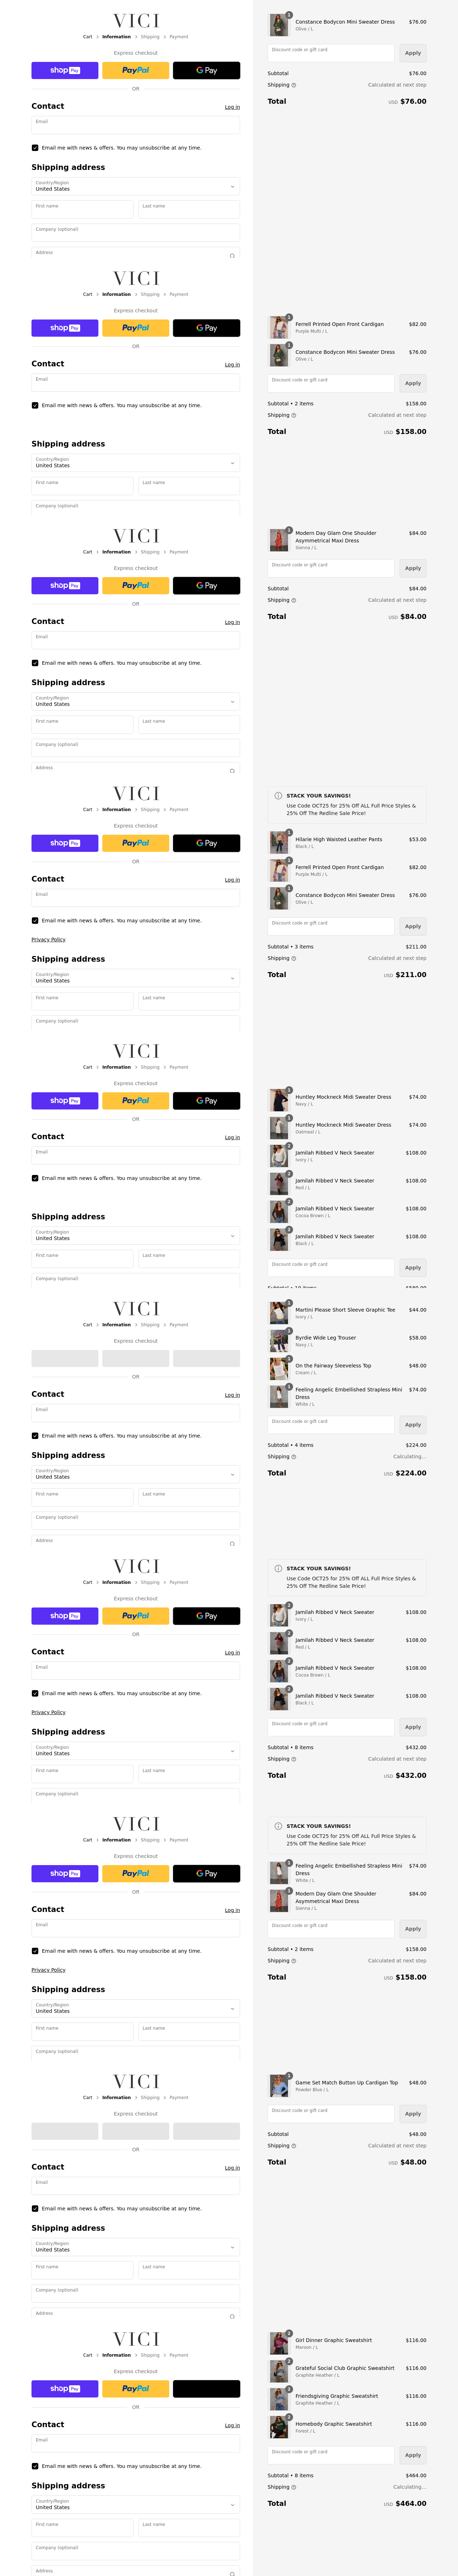 VICI
Cart > Information > Shipping > Payment
Express checkout
shop Pay
PayPal
G Pay
OR
Contact
Log in
Email
Email me with news & offers. You may unsubscribe at any time.
Shipping address
Country/Region
United States
First name
Last name
Company (optional)
Address
1
Constance Bodycon Mini Sweater Dress
$76.00
Olive / L
Discount code or gift card
Apply
Subtotal
$76.00
Shipping
Calculated at next step
Total
USD $76.00
VICI
Cart > Information > Shipping > Payment
Express checkout
shop Pay
PayPal
G Pay
OR
Contact
Log in
Email
Email me with news & offers. You may unsubscribe at any time.
Shipping address
Country/Region
United States
First name
Last name
Company (optional)
1
Ferrell Printed Open Front Cardigan
$82.00
Purple Multi / L
1
Constance Bodycon Mini Sweater Dress
$76.00
Olive / L
Discount code or gift card
Apply
Subtotal • 2 items
$158.00
Shipping
Calculated at next step
Total
USD $158.00
VICI
Cart > Information > Shipping > Payment
Express checkout
shop Pay
PayPal
G Pay
OR
Contact
Log in
Email
Email me with news & offers. You may unsubscribe at any time.
Shipping address
Country/Region
United States
First name
Last name
Company (optional)
Address
1
Modern Day Glam One Shoulder
Asymmetrical Maxi Dress
$84.00
Sienna / L
Discount code or gift card
Apply
Subtotal
$84.00
Shipping
Calculated at next step
Total
USD $84.00
VICI
Cart > Information > Shipping > Payment
Express checkout
shop Pay
PayPal
G Pay
OR
Contact
Log in
Email
Email me with news & offers. You may unsubscribe at any time.
Privacy Policy
Shipping address
Country/Region
United States
First name
Last name
Company (optional)
STACK YOUR SAVINGS!
Use Code OCT25 for 25% Off ALL Full Price Styles &
25% Off The Redline Sale Price!
1
Hilarie High Waisted Leather Pants
$53.00
Black / L
1
Ferrell Printed Open Front Cardigan
$82.00
Purple Multi / L
1
Constance Bodycon Mini Sweater Dress
$76.00
Olive / L
Discount code or gift card
Apply
Subtotal • 3 items
$211.00
Shipping
Calculated at next step
Total
USD $211.00
VICI
Cart > Information > Shipping > Payment
Express checkout
shop Pay
PayPal
G Pay
OR
Contact
Log in
Email
Email me with news & offers. You may unsubscribe at any time.
Shipping address
Country/Region
United States
First name
Last name
Company (optional)
1
Huntley Mockneck Midi Sweater Dress
$74.00
Navy / L
1
Huntley Mockneck Midi Sweater Dress
$74.00
Oatmeal / L
2
Jamilah Ribbed V Neck Sweater
$108.00
Ivory / L
2
Jamilah Ribbed V Neck Sweater
$108.00
Red / L
2
Jamilah Ribbed V Neck Sweater
$108.00
Cocoa Brown / L
2
Jamilah Ribbed V Neck Sweater
$108.00
Black / L
Discount code or gift card
Apply
Subtotal • 10 items
$580.00
VICI
Cart > Information > Shipping > Payment
Express checkout
OR
Contact
Log in
Email
Email me with news & offers. You may unsubscribe at any time.
Shipping address
Country/Region
United States
First name
Last name
Company (optional)
Address
1
Martini Please Short Sleeve Graphic Tee
$44.00
Ivory / L
1
Byrdie Wide Leg Trouser
$58.00
Navy / L
1
On the Fairway Sleeveless Top
$48.00
Cream / L
1
Feeling Angelic Embellished Strapless Mini
Dress
$74.00
White / L
Discount code or gift card
Apply
Subtotal • 4 items
$224.00
Shipping
Calculating...
Total
USD $224.00
VICI
Cart > Information > Shipping > Payment
Express checkout
shop Pay
PayPal
G Pay
OR
Contact
Log in
Email
Email me with news & offers. You may unsubscribe at any time.
Privacy Policy
Shipping address
Country/Region
United States
First name
Last name
Company (optional)
STACK YOUR SAVINGS!
Use Code OCT25 for 25% Off ALL Full Price Styles &
25% Off The Redline Sale Price!
2
Jamilah Ribbed V Neck Sweater
$108.00
Ivory / L
2
Jamilah Ribbed V Neck Sweater
$108.00
Red / L
2
Jamilah Ribbed V Neck Sweater
$108.00
Cocoa Brown / L
2
Jamilah Ribbed V Neck Sweater
$108.00
Black / L
Discount code or gift card
Apply
Subtotal • 8 items
$432.00
Shipping
Calculated at next step
Total
USD $432.00
VICI
Cart > Information > Shipping > Payment
Express checkout
shop Pay
PayPal
G Pay
OR
Contact
Log in
Email
Email me with news & offers. You may unsubscribe at any time.
Privacy Policy
Shipping address
Country/Region
United States
First name
Last name
Company (optional)
STACK YOUR SAVINGS!
Use Code OCT25 for 25% Off ALL Full Price Styles &
25% Off The Redline Sale Price!
1
Feeling Angelic Embellished Strapless Mini
Dress
$74.00
White / L
1
Modern Day Glam One Shoulder
Asymmetrical Maxi Dress
$84.00
Sienna / L
Discount code or gift card
Apply
Subtotal • 2 items
$158.00
Shipping
Calculated at next step
Total
USD $158.00
VICI
Cart > Information > Shipping > Payment
Express checkout
OR
Contact
Log in
Email
Email me with news & offers. You may unsubscribe at any time.
Shipping address
Country/Region
United States
First name
Last name
Company (optional)
Address
1
Game Set Match Button Up Cardigan Top
$48.00
Powder Blue / L
Discount code or gift card
Apply
Subtotal
$48.00
Shipping
Calculated at next step
Total
USD $48.00
VICI
Cart > Information > Shipping > Payment
Express checkout
shop Pay
PayPal
OR
Contact
Log in
Email
Email me with news & offers. You may unsubscribe at any time.
Shipping address
Country/Region
United States
First name
Last name
Company (optional)
Address
2
Girl Dinner Graphic Sweatshirt
$116.00
Maroon / L
2
Grateful Social Club Graphic Sweatshirt
$116.00
Graphite Heather / L
2
Friendsgiving Graphic Sweatshirt
$116.00
Graphite Heather / L
2
Homebody Graphic Sweatshirt
$116.00
Forest / L
Discount code or gift card
Apply
Subtotal • 8 items
$464.00
Shipping
Calculating...
Total
USD $464.00